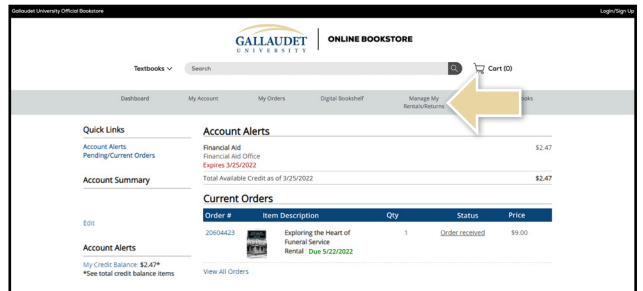 Gallaudet University Official Bookstore
Login/Sign Up
GALLAUDET
UNIVERSITY
ONLINE BOOKSTORE
Textbooks
Search
Cart (0)
Dashboard
My Account
My Orders
Digital Bookshelf
Manage My
Rentals/Returns
Quick Links
Account Alerts
Pending/Current Orders
Account Summary
Edit
Account Alerts
My Credit Balance: $2.47*
*See total credit balance items
Account Alerts
Financial Aid $2.47
Financial Aid Office
Expires 3/25/2022
Total Available Credit as of 3/25/2022 $2.47
Current Orders
Order # Item Description Qty Status Price
20604423 Exploring the Heart of 1 Order received $9.00
Funeral Service
Rental Due 5/22/2022
View All Orders